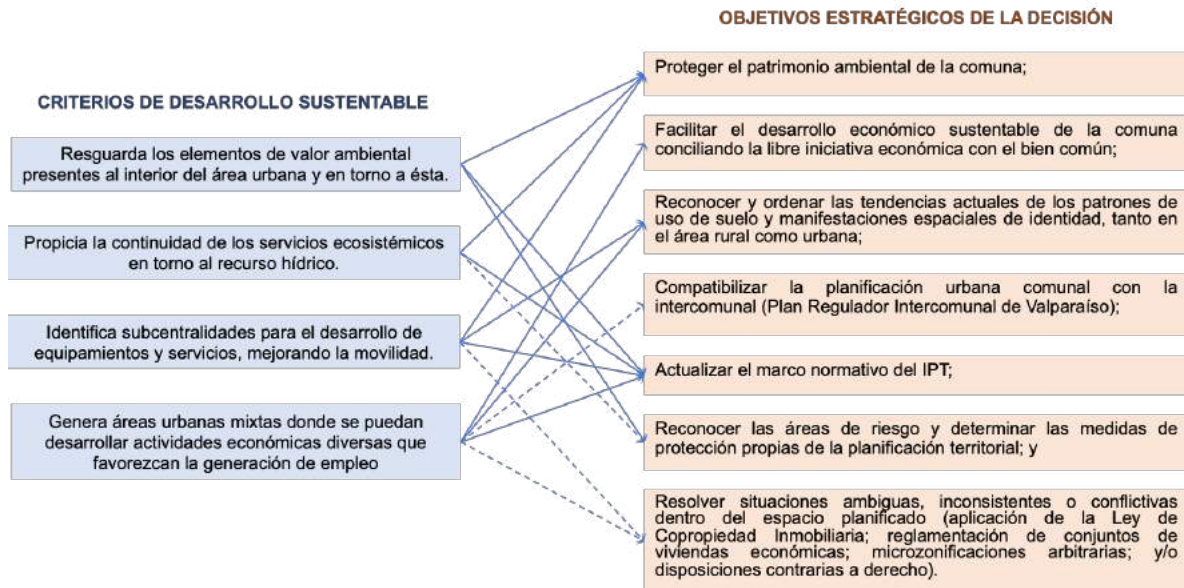 OBJETIVOS ESTRATÉGICOS DE LA DECISIÓN
CRITERIOS DE DESARROLLO SUSTENTABLE
Resguarda los elementos de valor ambiental
presentes al interior del área urbana y en torno a ésta.
Propicia la continuidad de los servicios ecosistémicos
en torno al recurso hídrico.
Identifica subcentralidades para el desarrollo de
equipamientos y servicios, mejorando la movilidad.
Genera áreas urbanas mixtas donde se puedan
desarrollar actividades económicas diversas que
favorezcan la generación de empleo
Proteger el patrimonio ambiental de la comuna;
Facilitar el desarrollo económico sustentable de la comuna
conciliando la libre iniciativa económica con el bien común;
Reconocer y ordenar las tendencias actuales de los patrones de
uso de suelo y manifestaciones espaciales de identidad, tanto en
el área rural como urbana;
Compatibilizar la planificación urbana comunal con la
intercomunal (Plan Regulador Intercomunal de Valparaíso);
Actualizar el marco normativo del IPT;
Reconocer las áreas de riesgo y determinar las medidas de
protección propias de la planificación territorial; y
Resolver situaciones ambiguas, inconsistentes o conflictivas
dentro del espacio planificado (aplicación de la Ley de
Copropiedad Inmobiliaria; reglamentación de conjuntos de
viviendas económicas; microzonificaciones arbitrarias; y/o
disposiciones contrarias a derecho).